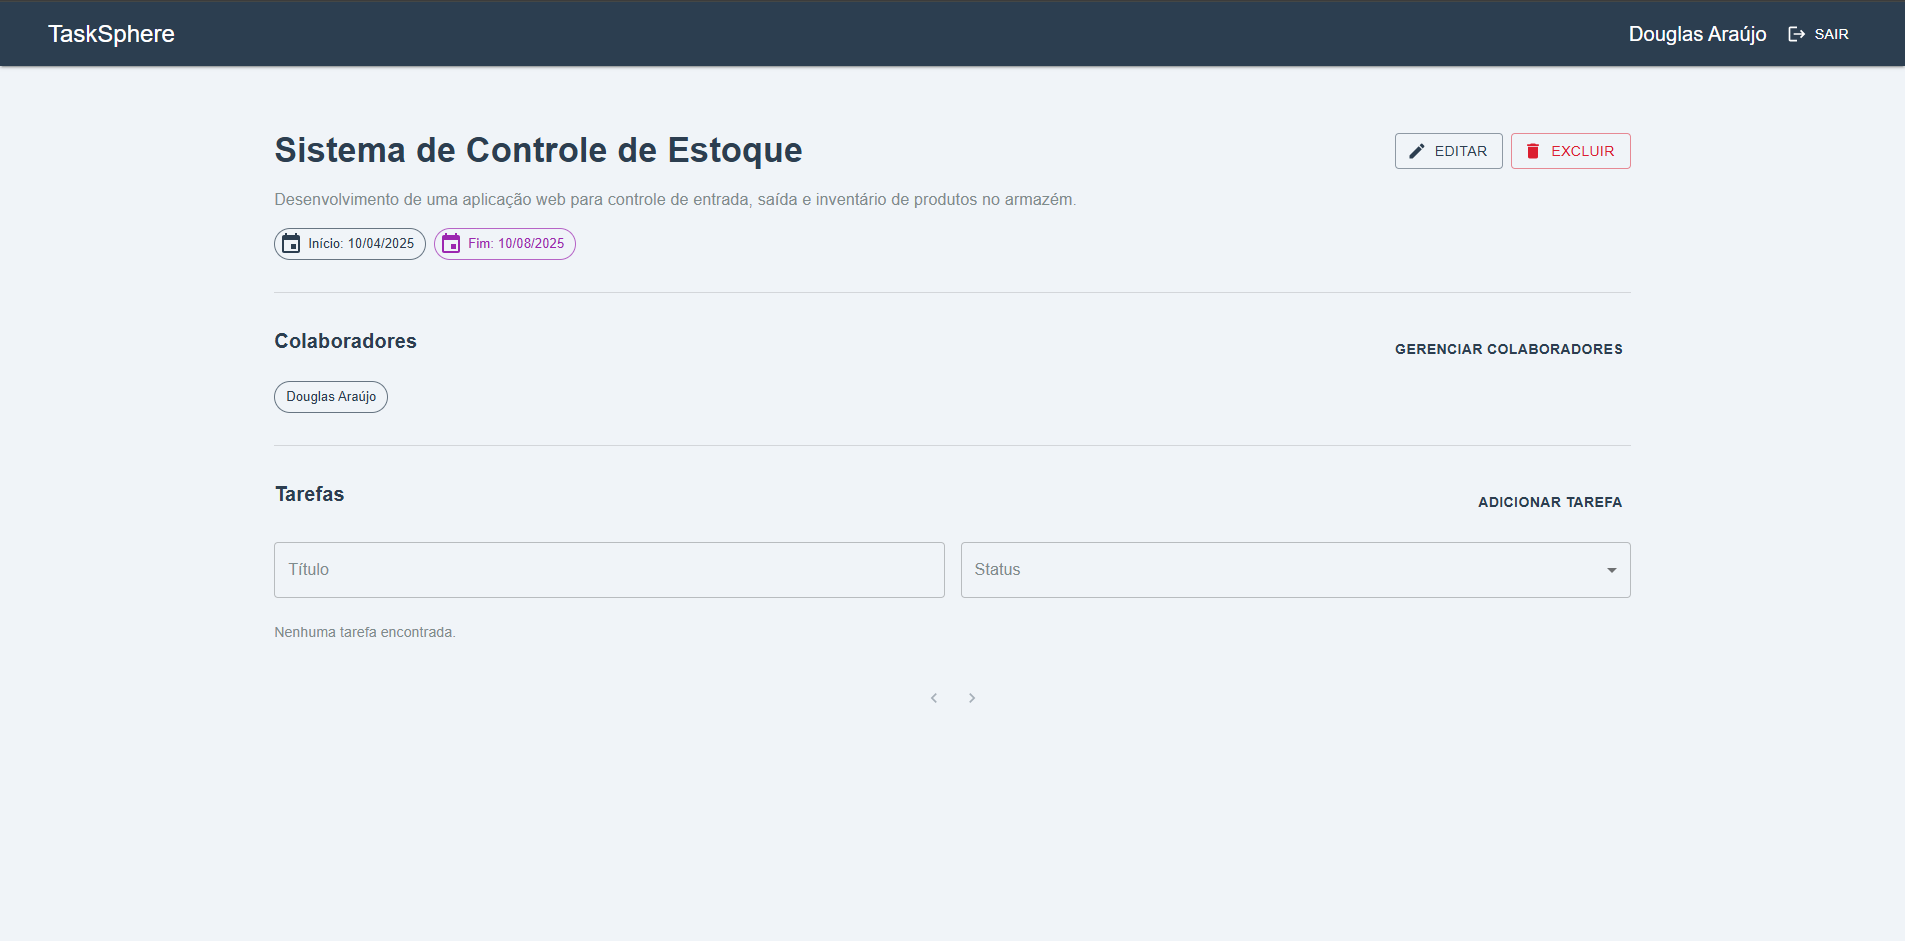 TaskSphere
Douglas Araújo
SAIR
Sistema de Controle de Estoque
EDITAR
EXCLUIR
Desenvolvimento de uma aplicação web para controle de entrada, saída e inventário de produtos no armazém.
Início: 10/04/2025
Fim: 10/08/2025
Colaboradores
GERENCIAR COLABORADORES
Douglas Araújo
Tarefas
ADICIONAR TAREFA
Título
Status
Nenhuma tarefa encontrada.